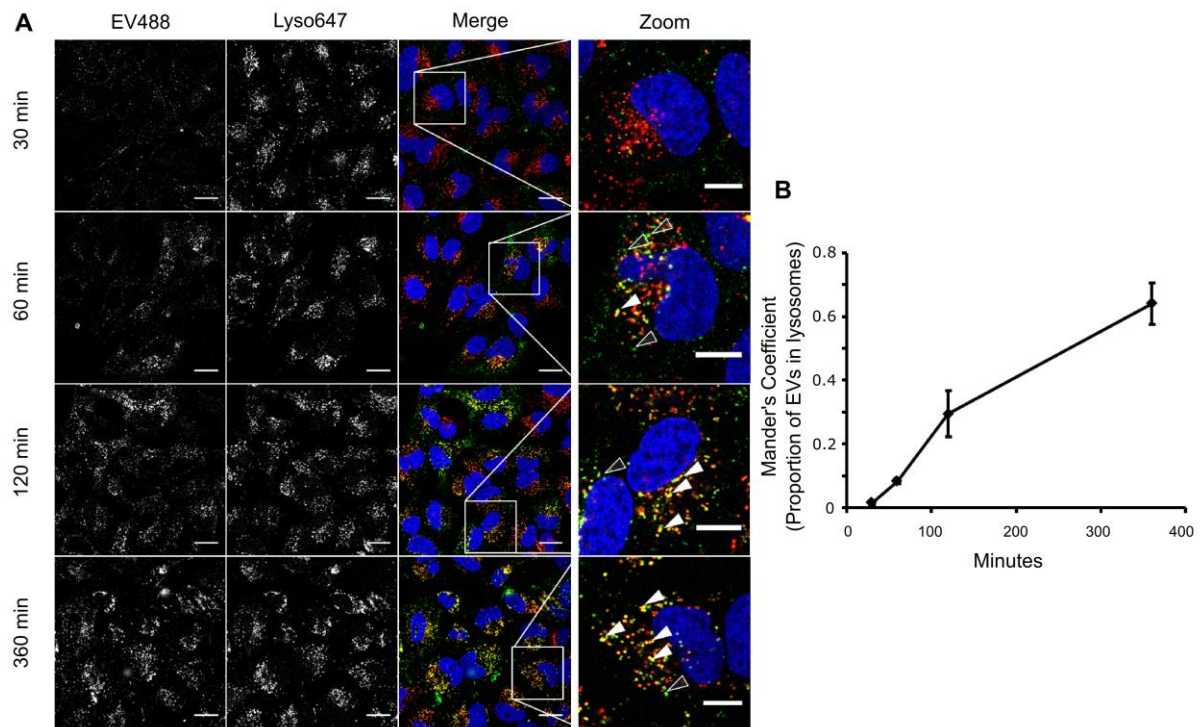 A
EV488 Lyso647 Merge Zoom
30 min
60 min
120 min
360 min
B
Mander's Coefficient
(Proportion of EVs in lysosomes)
0.8
0.6
0.4
0.2
0
0 100 200 300 400
Minutes